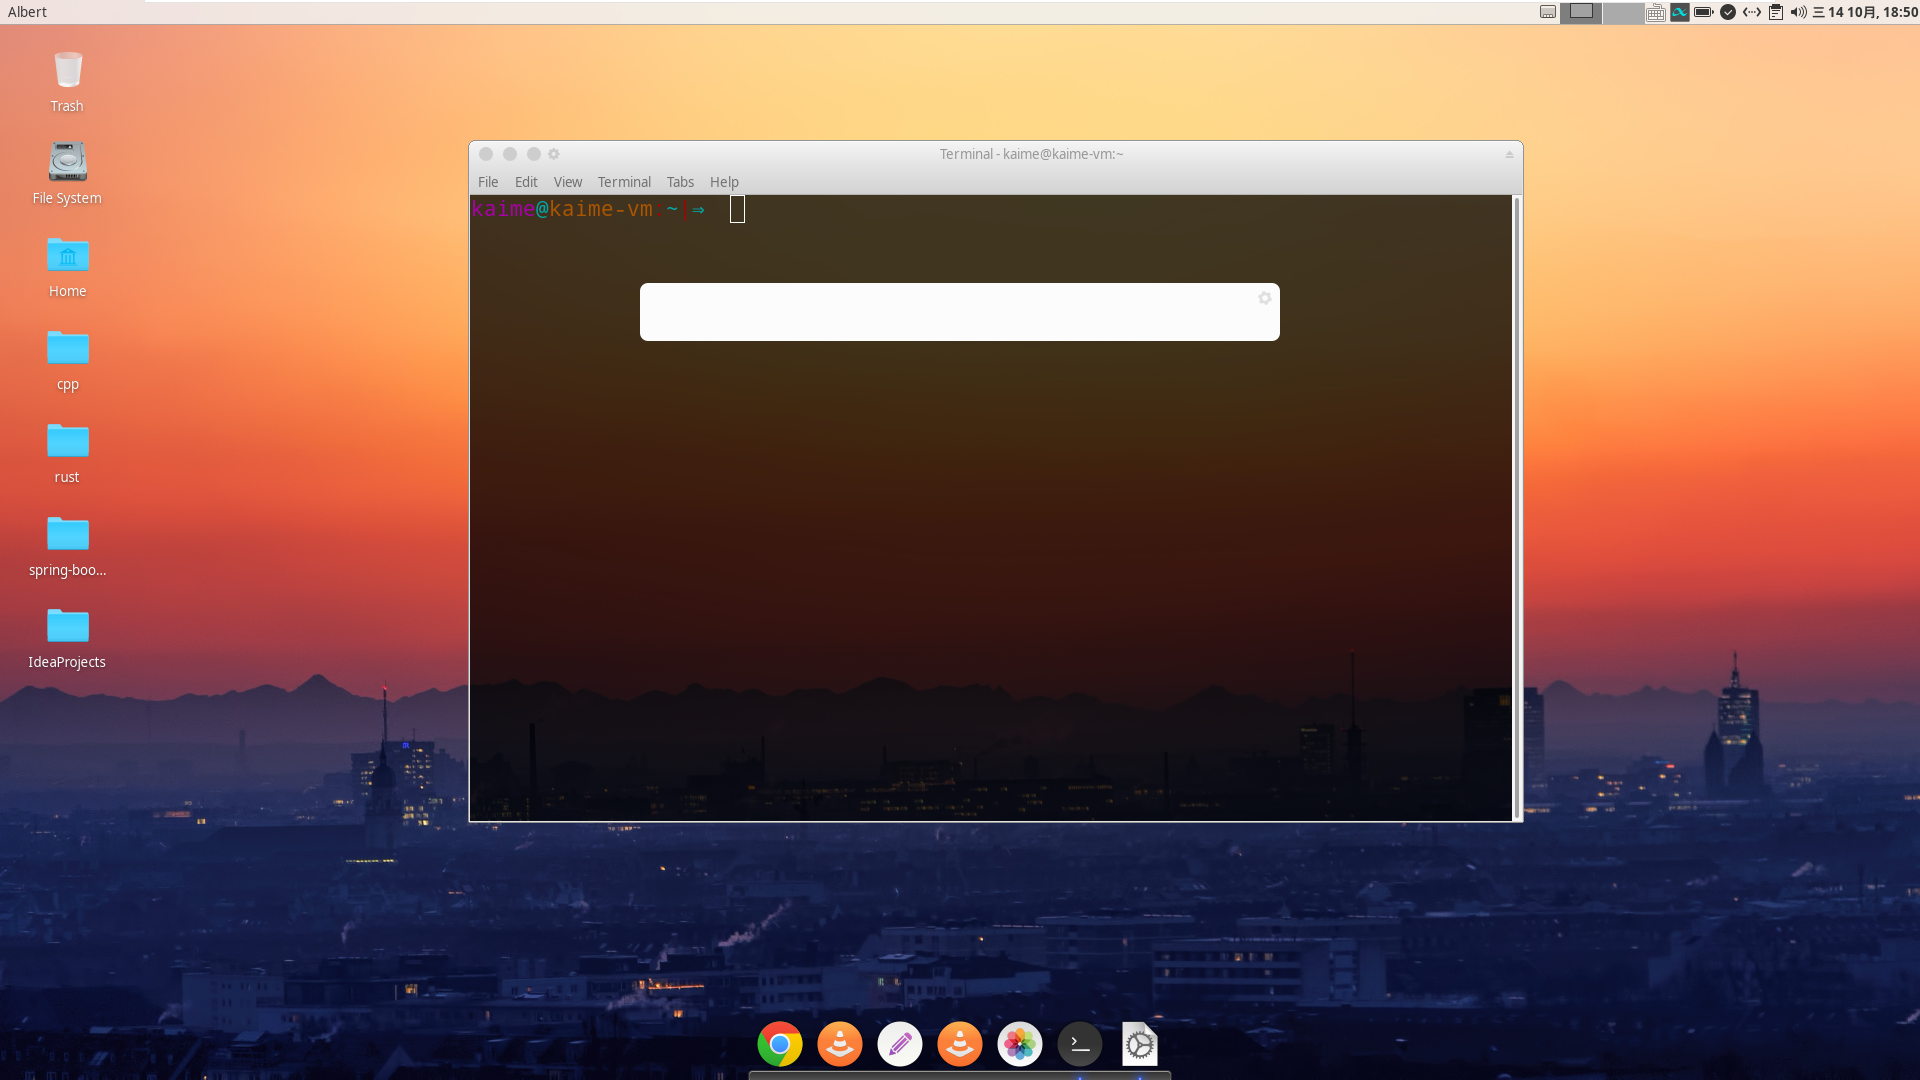 Albert
三 14 10月, 18:50
Trash
File System
Home
cpp
rust
spring-boo...
IdeaProjects
Terminal - kaime@kaime-vm:~
File Edit View Terminal Tabs Help
kaime@kaime-vm ~ ⇒